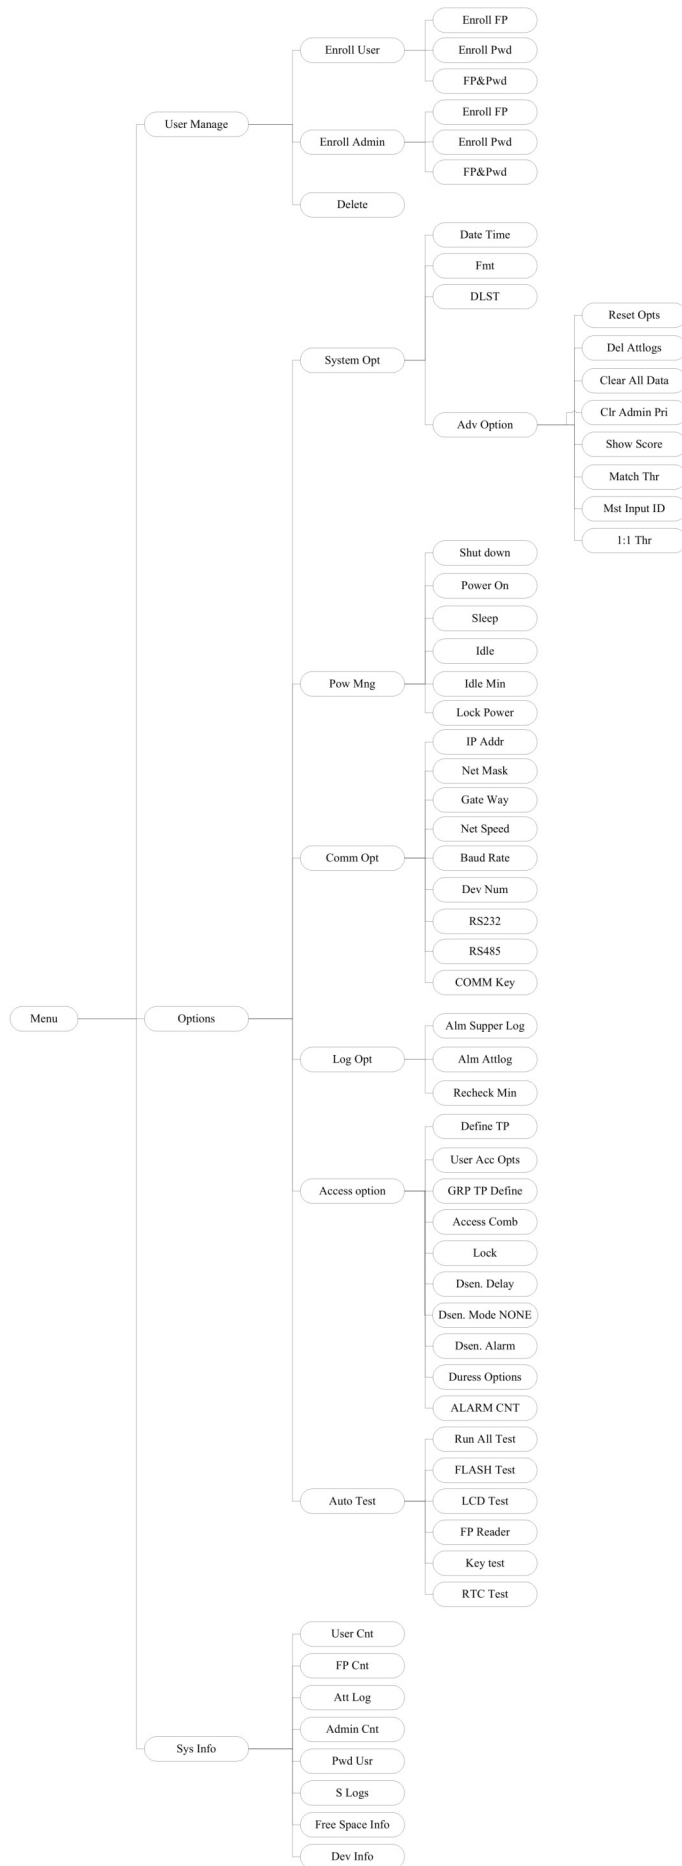 Enroll FP
Enroll User
Enroll Pwd
FP&Pwd
User Manage
Enroll FP
Enroll Admin
Enroll Pwd
FP&Pwd
Delete
Date Time
Fmt
DLST
System Opt
Reset Opts
Del Attlogs
Clear All Data
Clr Admin Pri
Adv Option
Show Score
Match Thr
Mst Input ID
1:1 Thr
Shut down
Power On
Sleep
Idle
Pow Mng
Idle Min
Lock Power
IP Addr
Net Mask
Gate Way
Net Speed
Comm Opt
Baud Rate
Dev Num
RS232
RS485
COMM Key
Menu
Options
Alm Supper Log
Log Opt
Alm Attlog
Recheck Min
Define TP
User Acc Opts
Access option
GRP TP Define
Access Comb
Lock
Dsen. Delay
Dsen. Mode NONE
Dsen. Alarm
Duress Options
ALARM CNT
Run All Test
FLASH Test
Auto Test
LCD Test
FP Reader
Key test
RTC Test
User Cnt
FP Cnt
Att Log
Admin Cnt
Sys Info
Pwd Usr
S Logs
Free Space Info
Dev Info